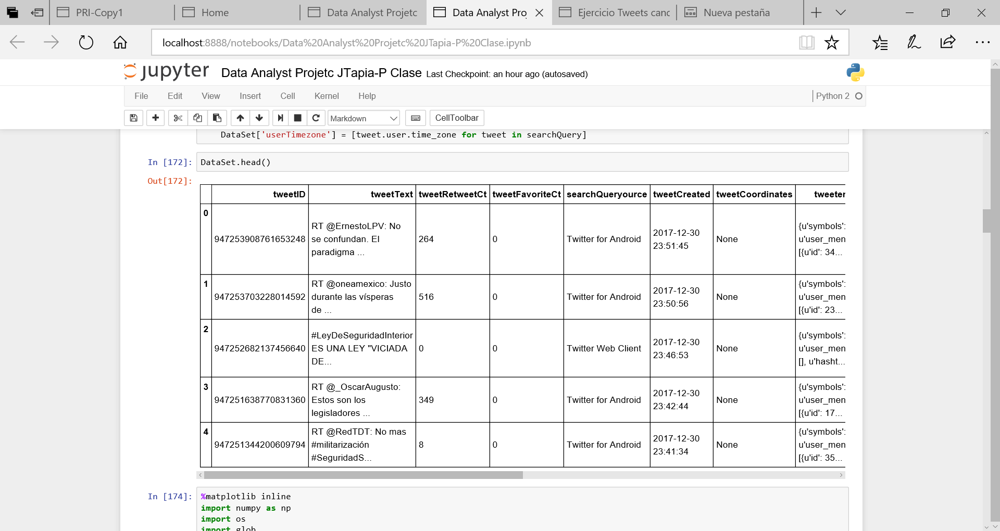 PRI-Copy1 Home Data Analyst Projetc Data Analyst Pro Ejercicio Tweets canc Nueva pestaña
localhost:8888/notebooks/Data%20Analyst%20Projetc%20JTapia-P%20Clase.ipynb
jupyter Data Analyst Projetc JTapia-P Clase Last Checkpoint: an hour ago (autosaved)
File Edit View Insert Cell Kernel Help Python 2
Markdown CellToolbar
DataSet['userTimezone'] = [tweet.user.time_zone for tweet in searchQuery]
In [172]: DataSet.head()
Out[172]:
tweetID tweetText tweetRetweetCt tweetFavoriteCt searchQueryource tweetCreated tweetCoordinates tweeter
0 947253908761653248 RT @ErnestoLPV: No se confundan. El paradigma ... 264 0 Twitter for Android 2017-12-30 23:51:45 None {u'symbols': u'user_men [{u'id': 34...
1 947253703228014592 RT @oneamexico: Justo durante las vísperas de ... 516 0 Twitter for Android 2017-12-30 23:50:56 None {u'symbols': u'user_men [{u'id': 23...
2 947252682137456640 #LeyDeSeguridadInterior ES UNA LEY "VICIADA DE... 0 0 Twitter Web Client 2017-12-30 23:46:53 None {u'symbols': u'user_men [], u'hasht...
3 947251638770831360 RT @_OscarAugusto: Estos son los legisladores ... 349 0 Twitter for Android 2017-12-30 23:42:44 None {u'symbols': u'user_men [{u'id': 17...
4 947251344200609794 RT @RedTDT: No mas #militarización #SeguridadS... 8 0 Twitter for Android 2017-12-30 23:41:34 None {u'symbols': u'user_men [{u'id': 35...
In [174]: %matplotlib inline
import numpy as np
import os
import glob